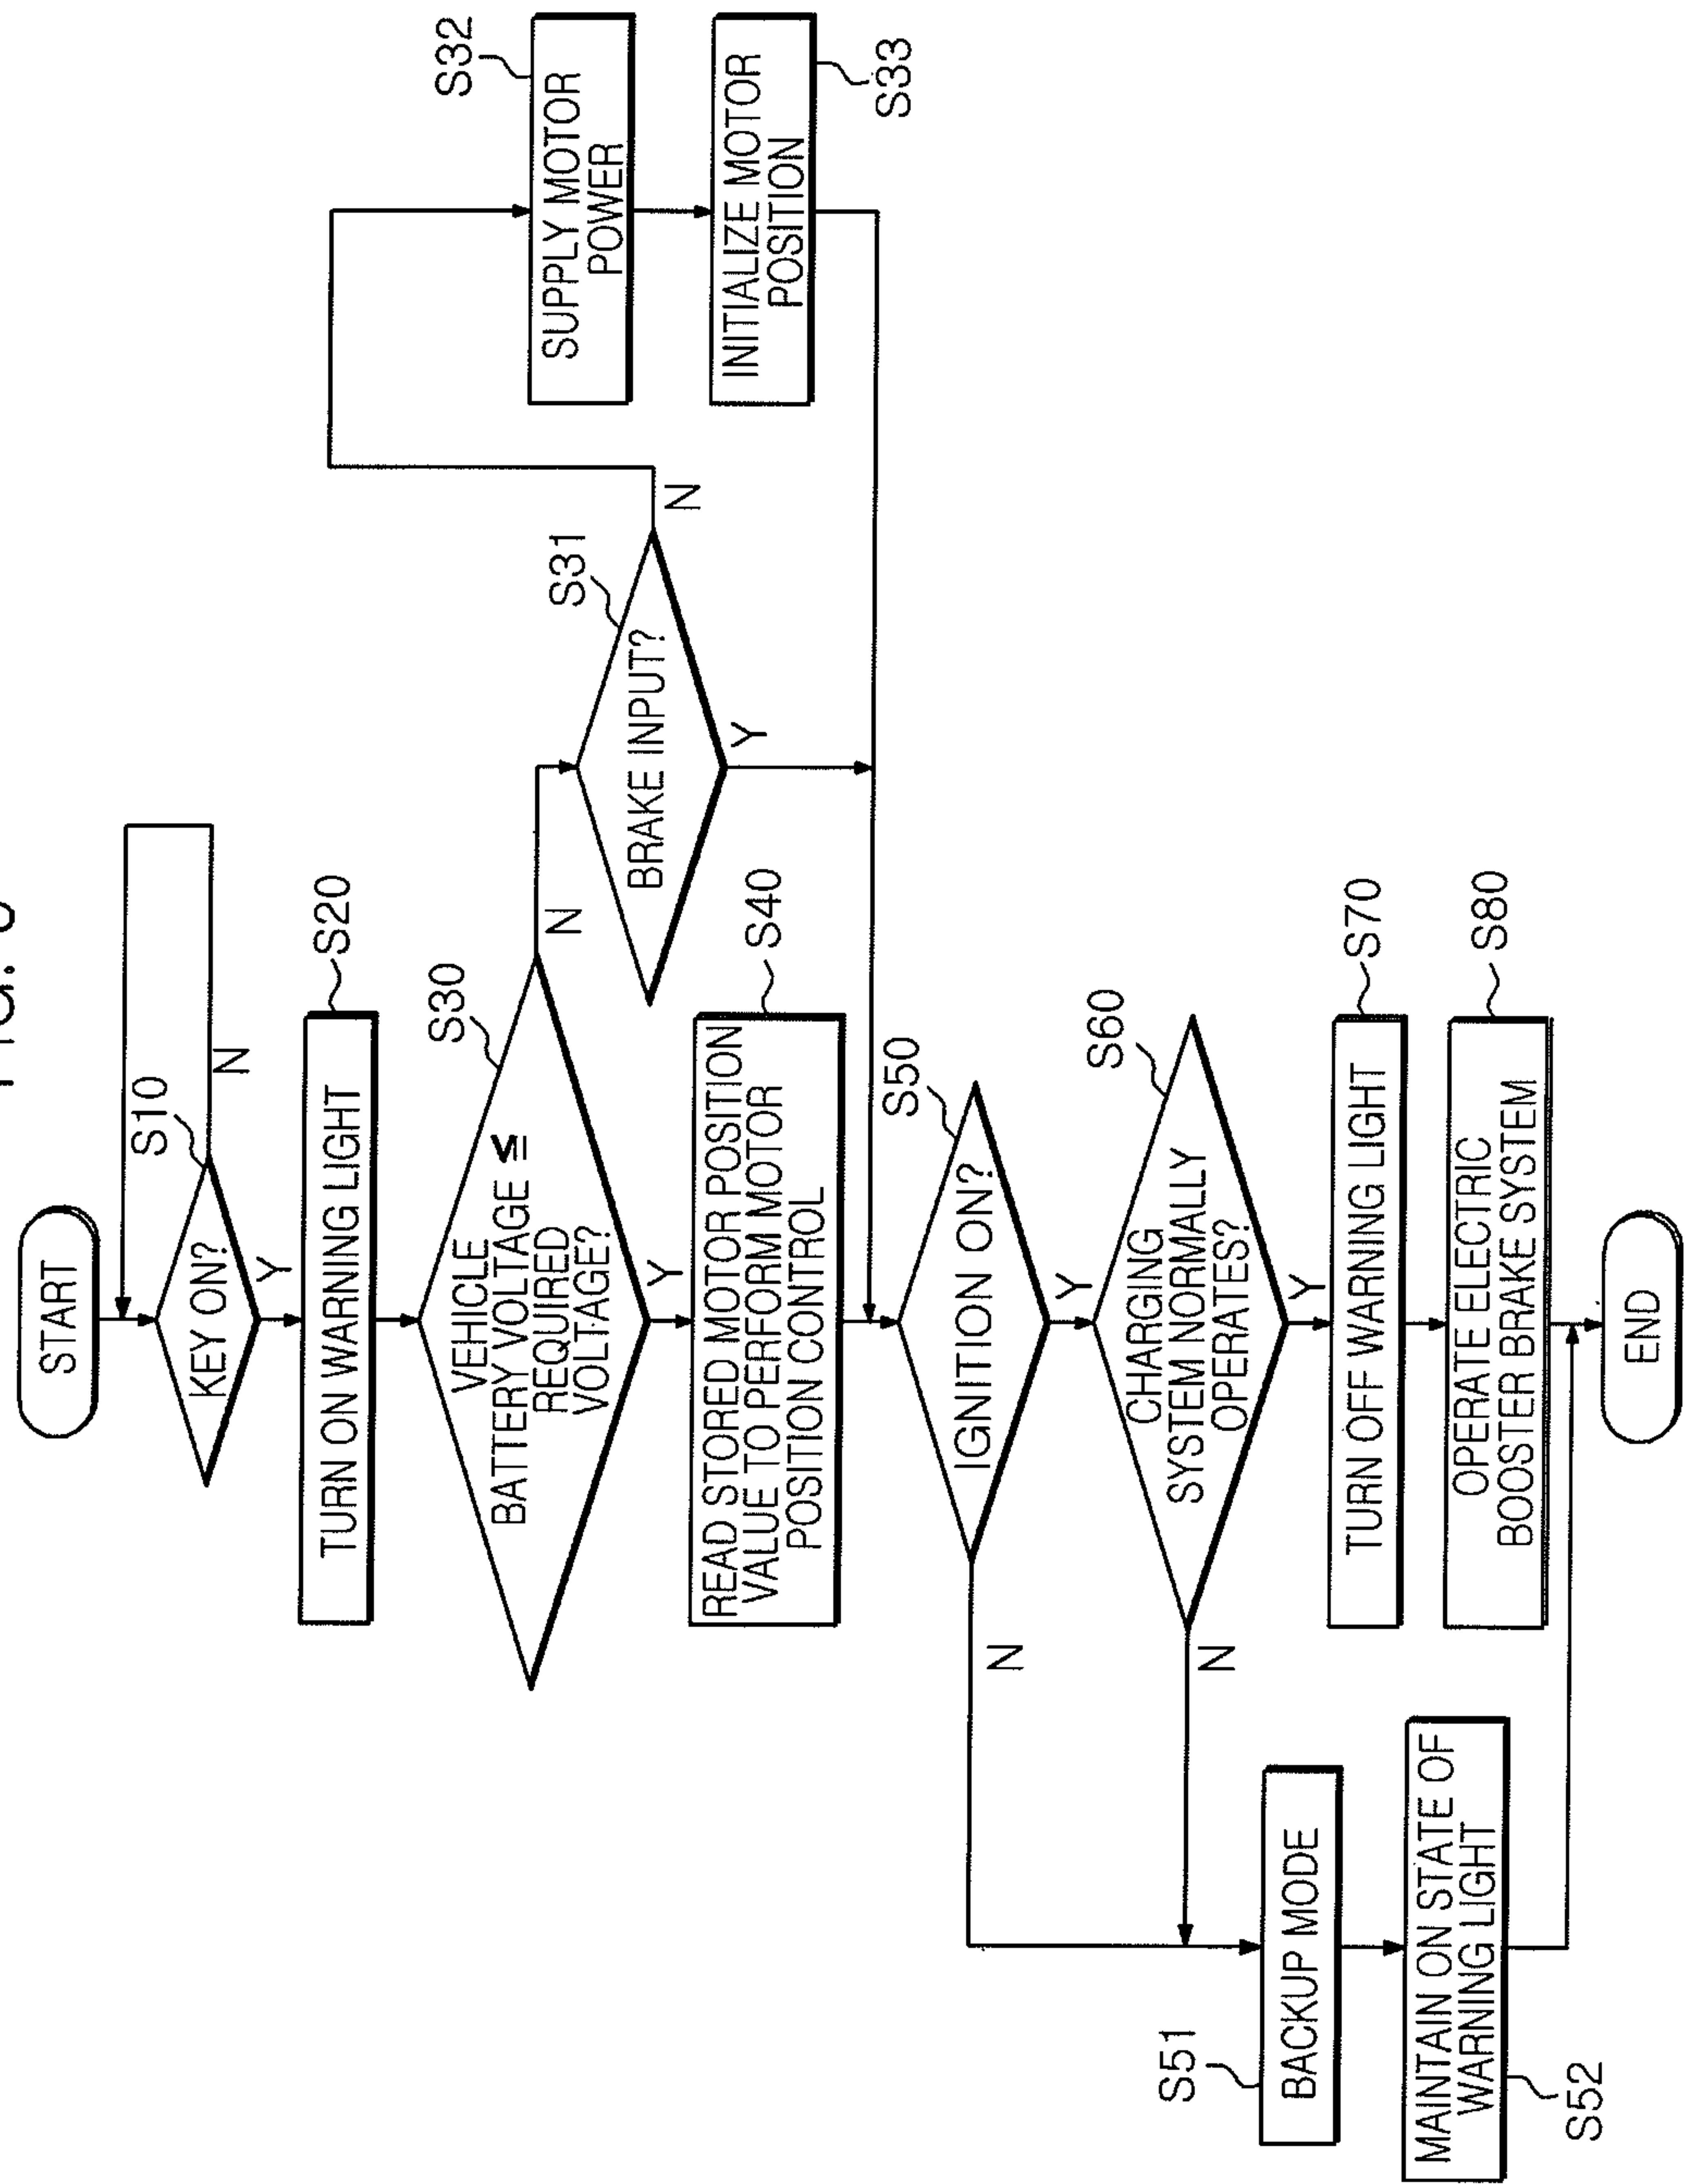 FIG.
START
S10
KEY ON?
N
Y
TURN ON WARNING LIGHT
S20
S30
VEHICLE
BATTERY VOLTAGE ≤
REQUIRED
VOLTAGE?
N
Y
S31
BRAKE INPUT?
N
Y
S32
SUPPLY MOTOR
POWER
INITIALIZE MOTOR
POSITION
S33
READ STORED MOTOR POSITION
VALUE TO PERFORM MOTOR
POSITION CONTROL
S40
S50
IGNITION ON?
N
Y
S60
CHARGING
SYSTEM NORMALLY
OPERATES?
N
Y
S51
BACKUP MODE
MAINTAIN ON STATE OF
WARNING LIGHT
S52
TURN OFF WARNING LIGHT
S70
OPERATE ELECTRIC
BOOSTER BRAKE SYSTEM
S80
END